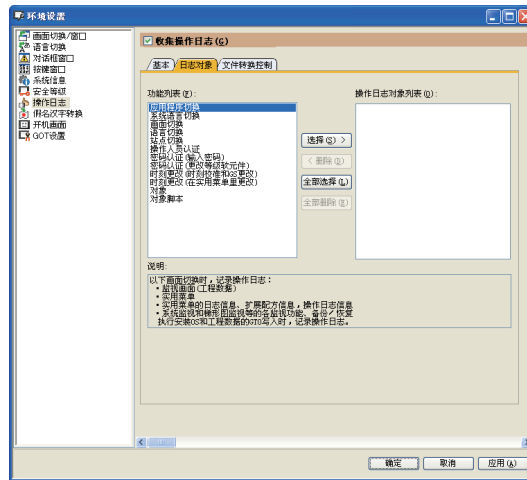 环境设置
画面切换/窗口
语言切换
对话框窗口
按键窗口
系统信息
安全等级
操作日志
假名汉字转换
开机画面
GOT设置
收集操作日志(G)
基本
日志对象
文件转换控制
功能列表(F):
应用程序切换
系统语言切换
画面切换
语言切换
站点切换
操作人员认证
密码认证(输入密码)
密码认证(更改等级软元件)
时刻更改(时刻校准和GS更改)
时刻更改(在实用菜单里更改)
对象
对象脚本
选择(S) >
< 删除(D)
全部选择(L)
全部删除(E)
操作日志对象列表(O):
说明:
以下画面切换时，记录操作日志：
・监视画面(工程数据)
・实用菜单
・实用菜单的日志信息、扩展配方信息，操作日志信息
・系统监视和梯形图监视等的各监视功能、备份／恢复
执行安装OS和工程数据的GTO写入时，记录操作日志。
确定
取消
应用(A)